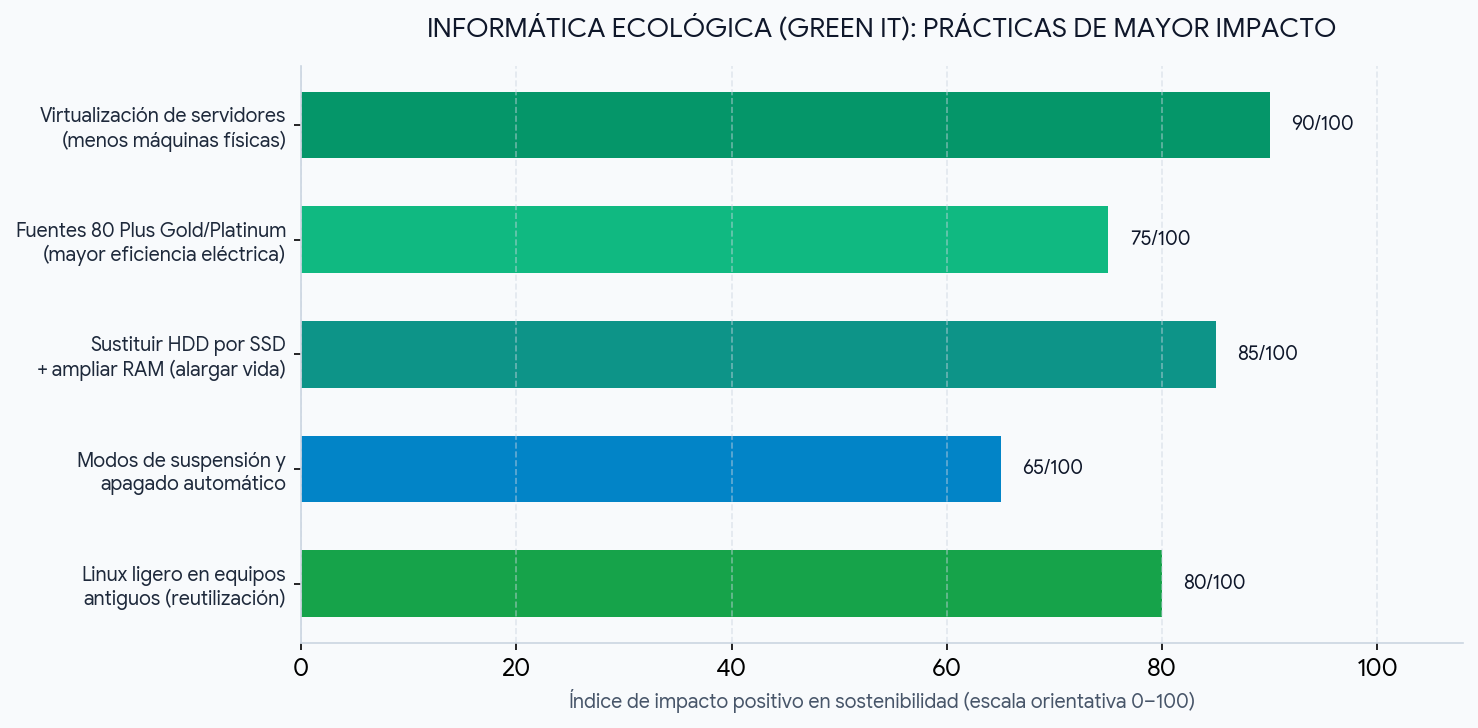 INFORMÁTICA ECOLÓGICA (GREEN IT): PRÁCTICAS DE MAYOR IMPACTO
Virtualización de servidores
(menos máquinas físicas)
90/100
Fuentes 80 Plus Gold/Platinum
(mayor eficiencia eléctrica)
75/100
Sustituir HDD por SSD
+ ampliar RAM (alargar vida)
85/100
Modos de suspensión y
apagado automático
65/100
Linux ligero en equipos
antiguos (reutilización)
80/100
0 20 40 60 80 100
Índice de impacto positivo en sostenibilidad (escala orientativa 0–100)